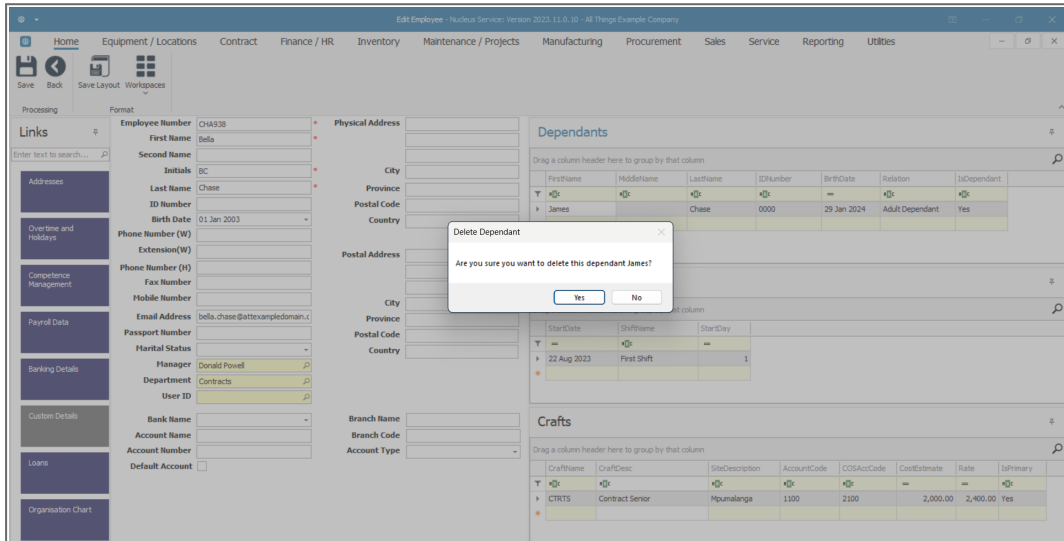 Edit Employee - Nucleus Service: Version 2023.11.0.10 - All Things Example Company
Home Equipment / Locations Contract Finance / HR Inventory Maintenance / Projects Manufacturing Procurement Sales Service Reporting Utilities
Save Back Save Layout Workspaces
Processing Format
Links
Enter text to search...
Addresses
Overtime and
Holidays
Competence
Management
Payroll Data
Banking Details
Custom Details
Loans
Organisation Chart
Employee Number CHA938 *
First Name Bella *
Second Name
Initials BC *
Last Name Chase *
ID Number
Birth Date 01 Jan 2003
Phone Number (W)
Extension(W)
Phone Number (H)
Fax Number
Mobile Number
Email Address bella.chase@attexampledomain.c
Passport Number
Marital Status
Manager Donald Powell
Department Contracts
User ID
Bank Name
Account Name
Account Number
Default Account
Physical Address
City
Province
Postal Code
Country
Postal Address
City
Province
Postal Code
Country
Branch Name
Branch Code
Account Type
Dependants
Drag a column header here to group by that column
FirstName MiddleName LastName IDNumber BirthDate Relation IsDependant
James Chase 0000 29 Jan 2024 Adult Dependant Yes
Delete Dependant
Are you sure you want to delete this dependant James?
Yes No
column
StartDate ShiftName StartDay
22 Aug 2023 First Shift 1
Crafts
Drag a column header here to group by that column
CraftName CraftDesc SiteDescription AccountCode COSAccCode CostEstimate Rate IsPrimary
CTRTS Contract Senior Mpumalanga 1100 2100 2,000.00 2,400.00 Yes